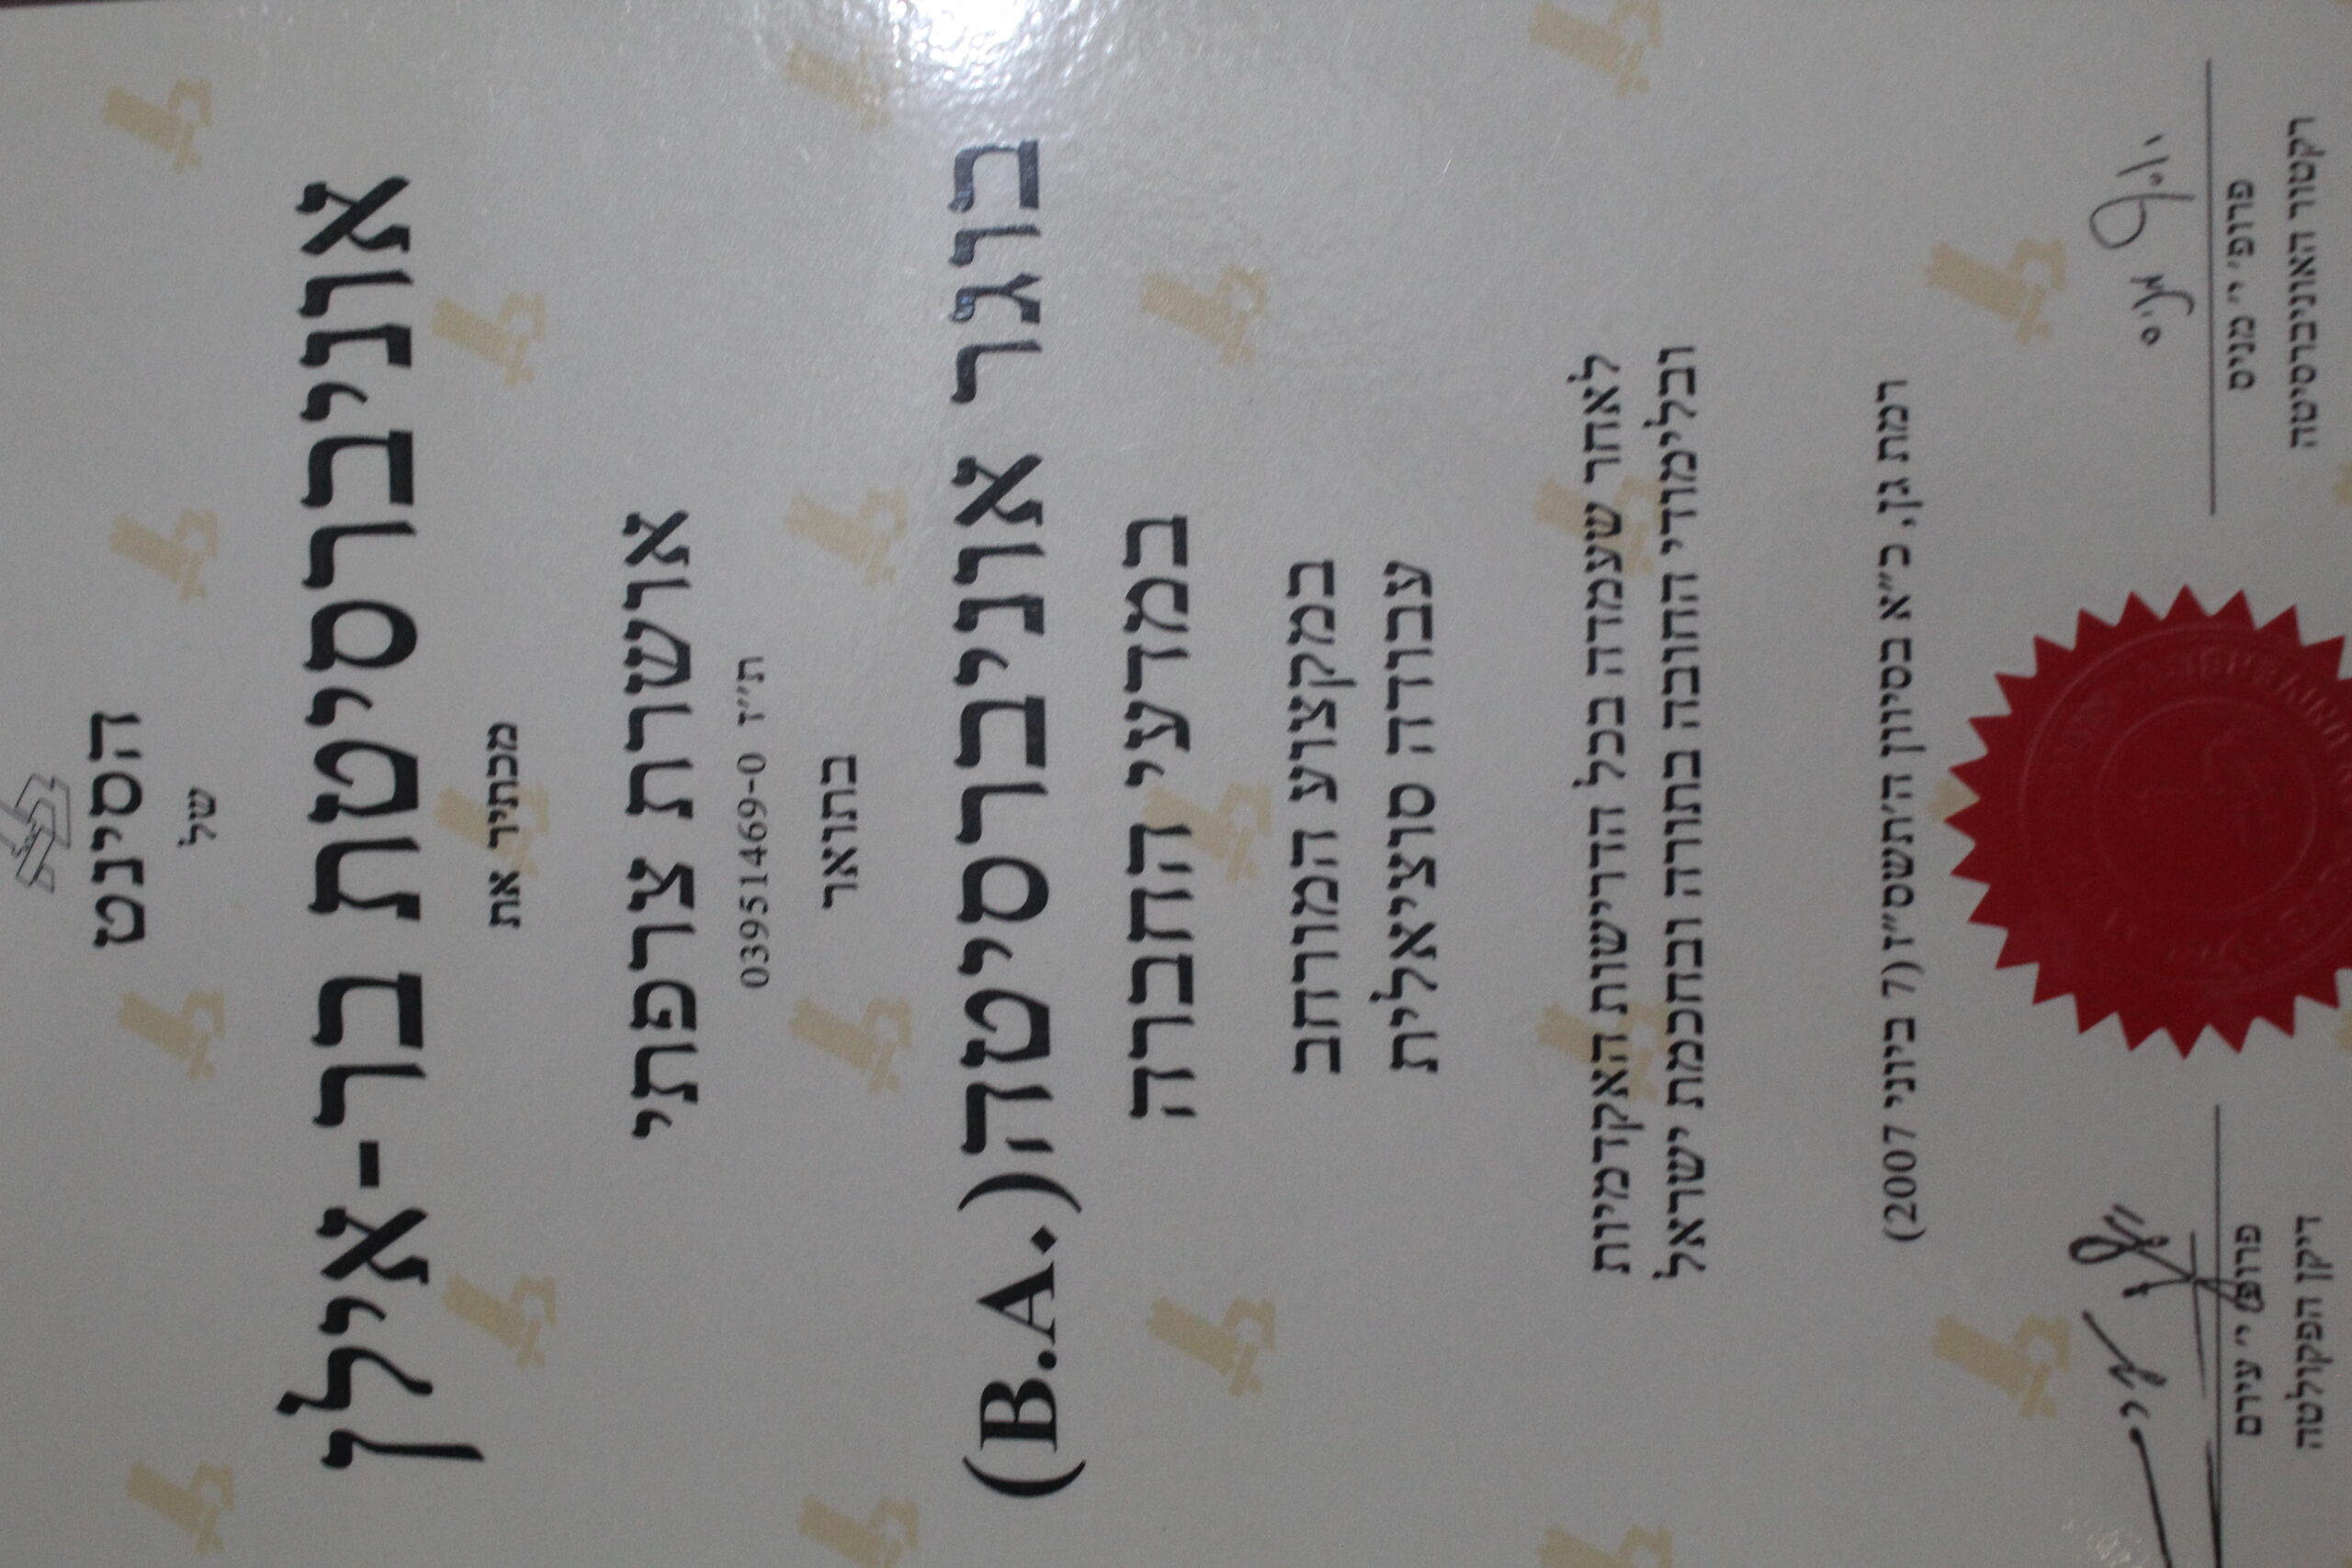 הסינט
של
אוניברסיטת בר-אילן
מכתיר את
אושרת צרפתי
ת״ז 03951469-0
בתואר
בוגר אוניברסיטה(.B.A)
במדעי החברה
במקצוע המורחב
עבודה סוציאלית
לאחר שעמדה בכל הדרישות האקדמיות
ובלימודי החובה בתורה ובחכמת ישראל
רמת גן, כ״א בסיון ה׳תשס״ז (7 ביוני 2007)
פרופ׳ י׳ מניס
רקטור האוניברסיטה
פרופ׳ י׳ עירם
דיקן הפקולטה